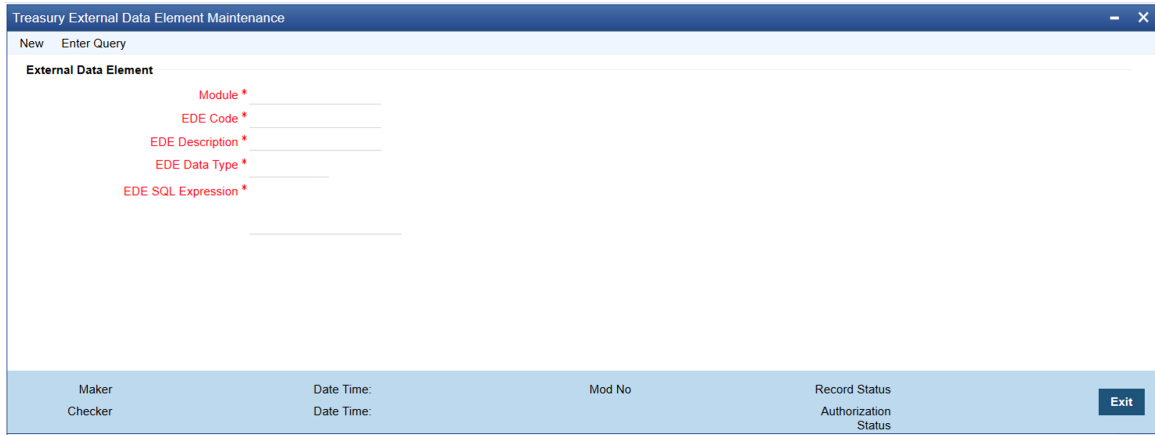 Treasury External Data Element Maintenance
New Enter Query
External Data Element
Module *
EDE Code *
EDE Description *
EDE Data Type *
EDE SQL Expression *
Maker Date Time: Mod No Record Status
Exit
Checker Date Time: Authorization
Status